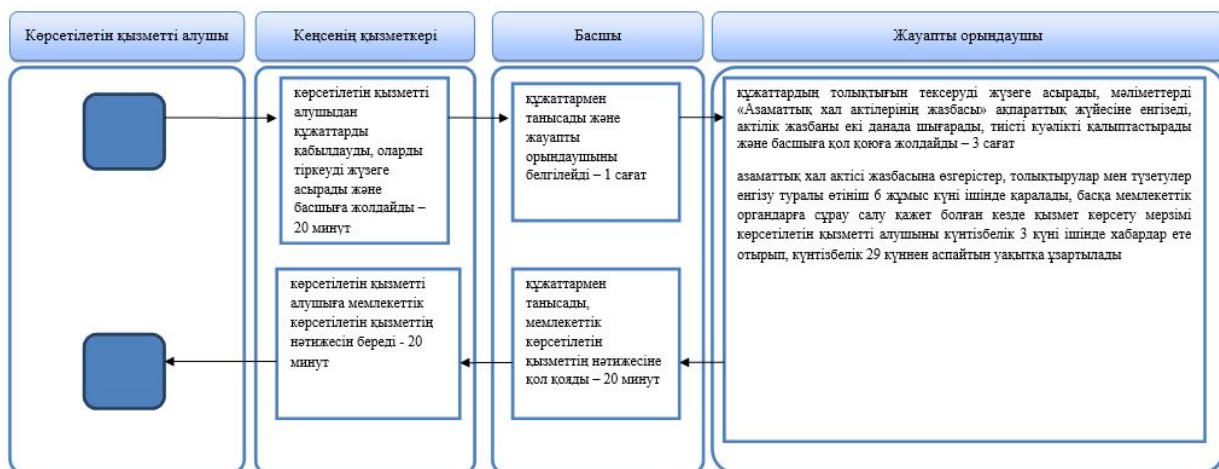 Көрсетілетін қызметті алушы
Кеңсенің қызметкері
Басшы
Жауапты орындаушы
көрсетілетін қызметті
алушыдан
құжаттарды
қабылдауды, оларды
тіркеуді жүзеге
асырады және
басшыға жолдайды –
20 минут
құжаттармен
танысады және
жауапты
орындаушыны
белгілейді – 1 сағат
құжаттардың толықтығын тексеруді жүзеге асырады, мәліметтерді
«Азаматтық хал актілерінің жазбасы» ақпараттық жүйесіне енгізеді,
актілік жазбаны екі данада шығарады, тиісті куәлікті қалыптастырады
және басшыға қол қоюға жолдайды – 3 сағат
азаматтық хал актісі жазбасына өзгерістер, толықтырулар мен түзетулер
енгізу туралы өтініш 6 жұмыс күні ішінде қаралады, басқа мемлекеттік
органдарға сұрау салу қажет болған кезде қызмет көрсету мерзімі
көрсетілетін қызметті алушыны күнтізбелік 3 күні ішінде хабардар ете
отырып, күнтізбелік 29 күннен аспайтын уақытқа ұзартылады
көрсетілетін қызметті
алушыға мемлекеттік
көрсетілетін қызметтің
нәтижесін береді - 20
минут
құжаттармен
танысады,
мемлекеттік
көрсетілетін
қызметтің нәтижесіне
қол қояды – 20 минут